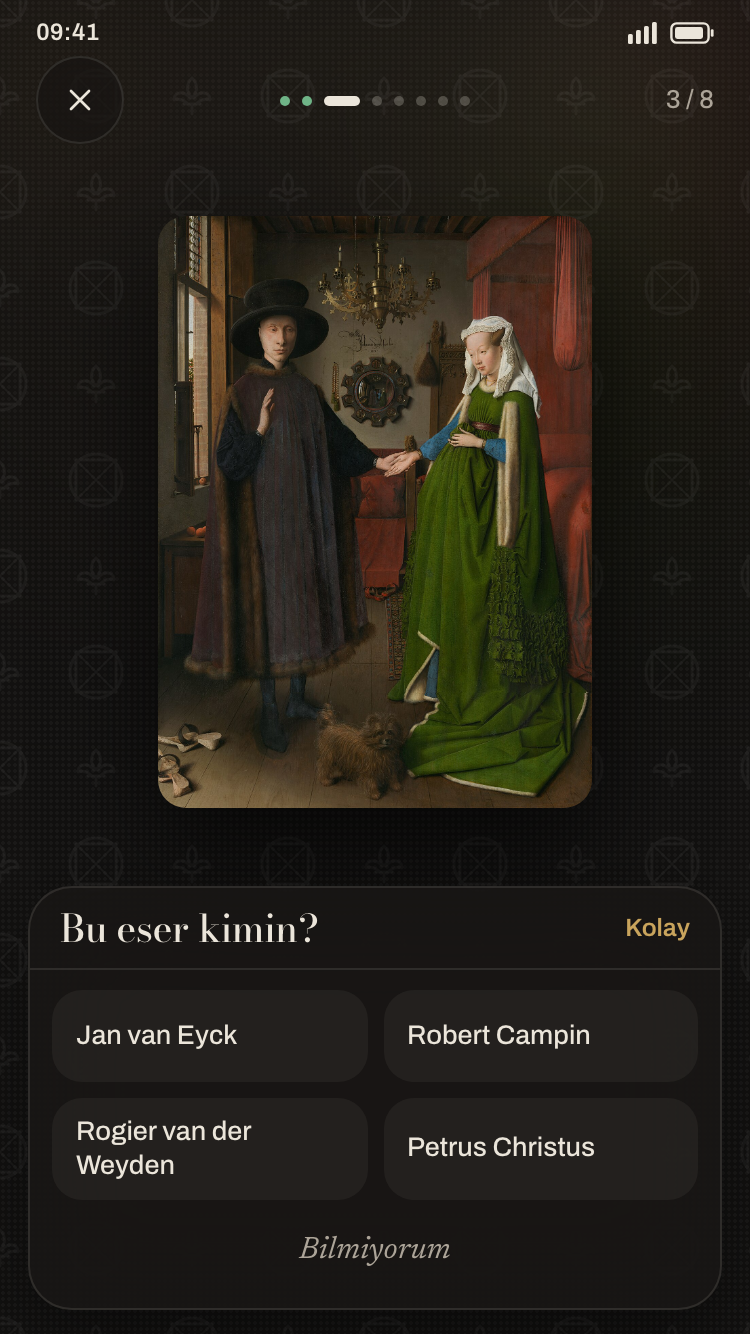 09:41
3 / 8
Bu eser kimin?
Kolay
Jan van Eyck
Robert Campin
Rogier van der
Weyden
Petrus Christus
Bilmiyorum